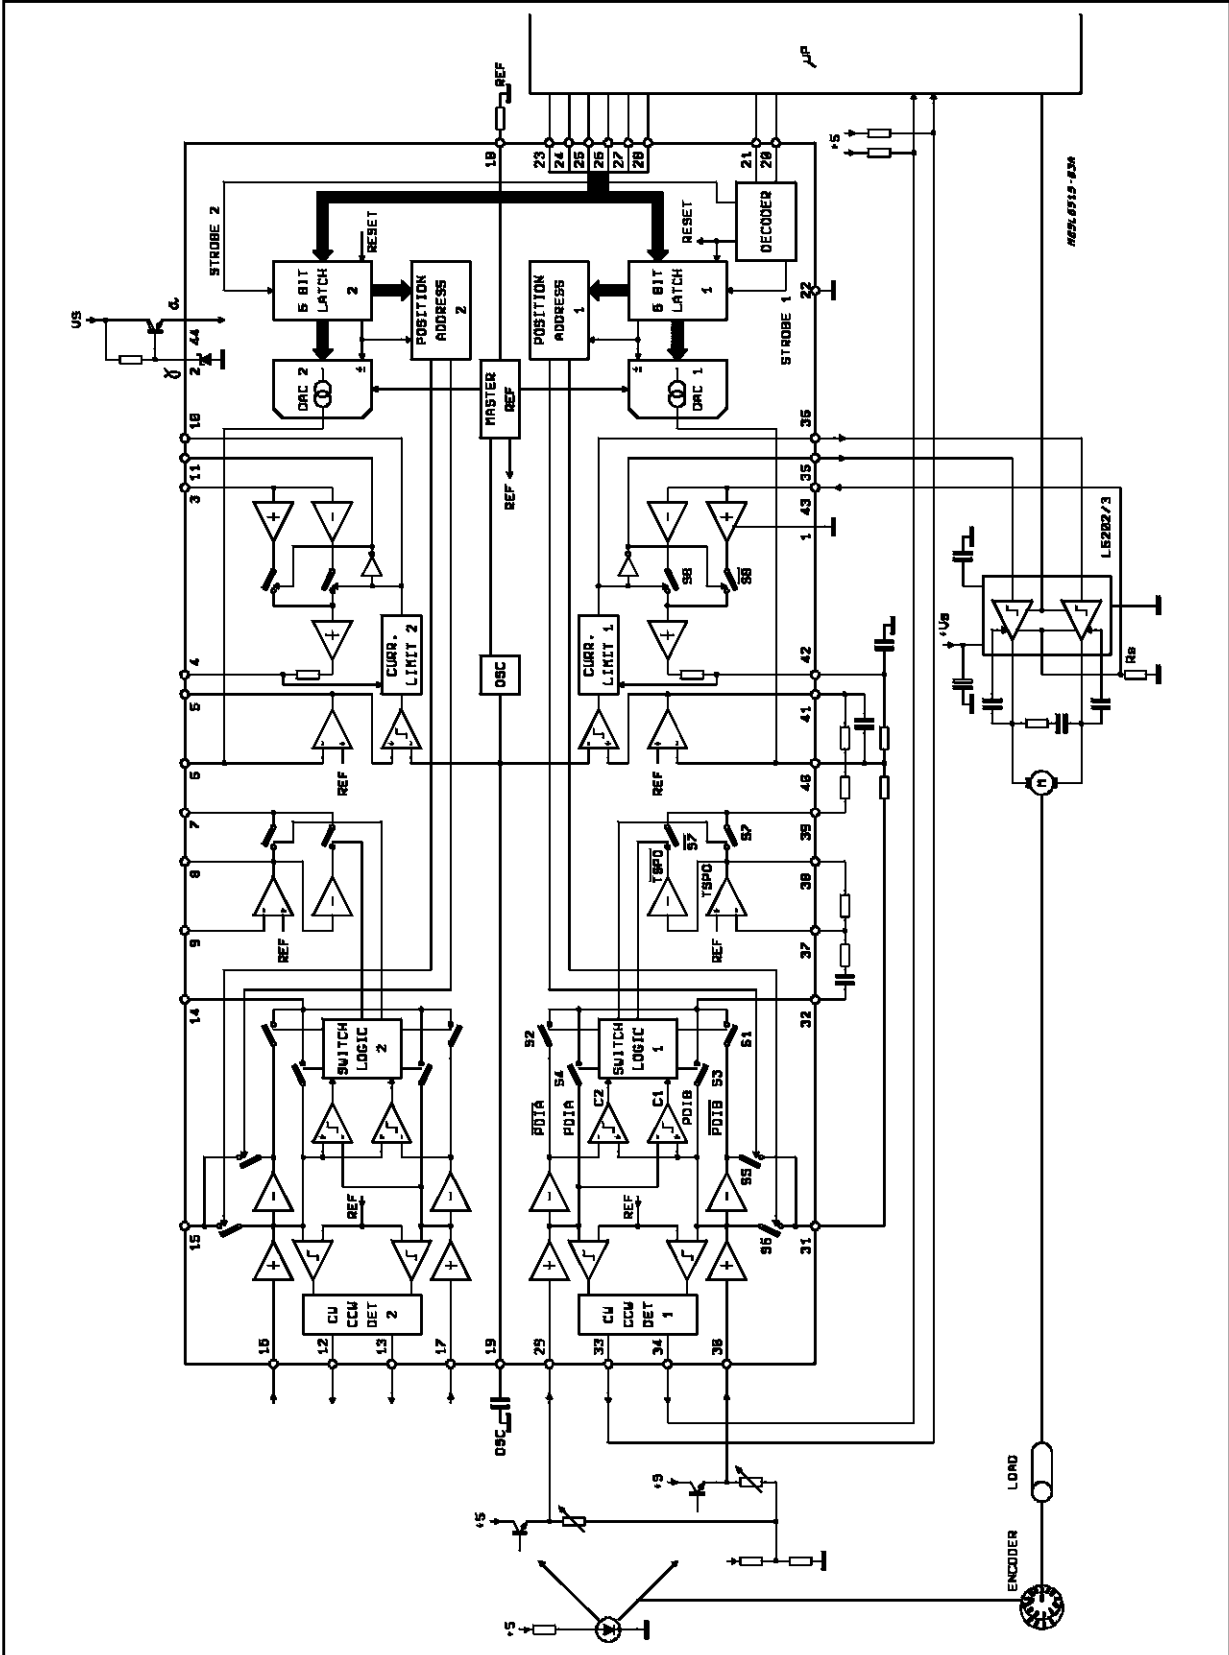 μP
REF
18
23
24
25
26
27
28
21
20
+5
STROBE 2
RESET
RESET
DECODER
6 BIT
LATCH
2
POSITION
ADDRESS
2
POSITION
ADDRESS
1
6 BIT
LATCH
1
STROBE 1
22
VS
Q
44
2
DAC 2
±
MASTER
REF
REF
±
DAC 1
10
11
3
36
35
43
1
+
-
-
+
S8
S8
L6202/3
+
CURR.
LIMIT 2
OSC
CURR.
LIMIT 1
+
4
5
6
42
41
40
+Vs
Rs
REF
REF
M
7
8
9
REF
-
S7
S7
TSPO
TSPO
-
REF
39
38
37
14
32
SWITCH
LOGIC
2
S2
S4
SWITCH
LOGIC
1
S1
S3
PDIA
PDIA
C2
C1
PDIB
PDIB
-
-
-
-
S5
REF
REF
15
S6
31
+
+
+
+
CW
CCW
DET
2
CW
CCW
DET
1
16
12
13
17
19
29
33
34
30
OSC
+5
+5
+5
LOAD
ENCODER